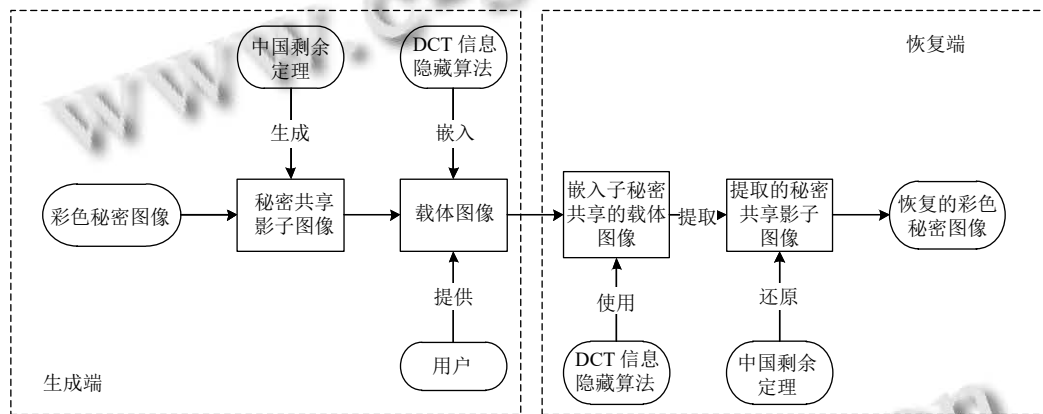 中国剩余
定理
DCT 信息
隐藏算法
恢复端
生成
嵌入
彩色秘密图像
秘密共享
影子图像
载体图像
嵌入子秘密
共享的载体
图像
提取
提取的秘密
共享影子
图像
恢复的彩色
秘密图像
提供
使用
还原
用户
DCT 信息
隐藏算法
中国剩余
定理
生成端